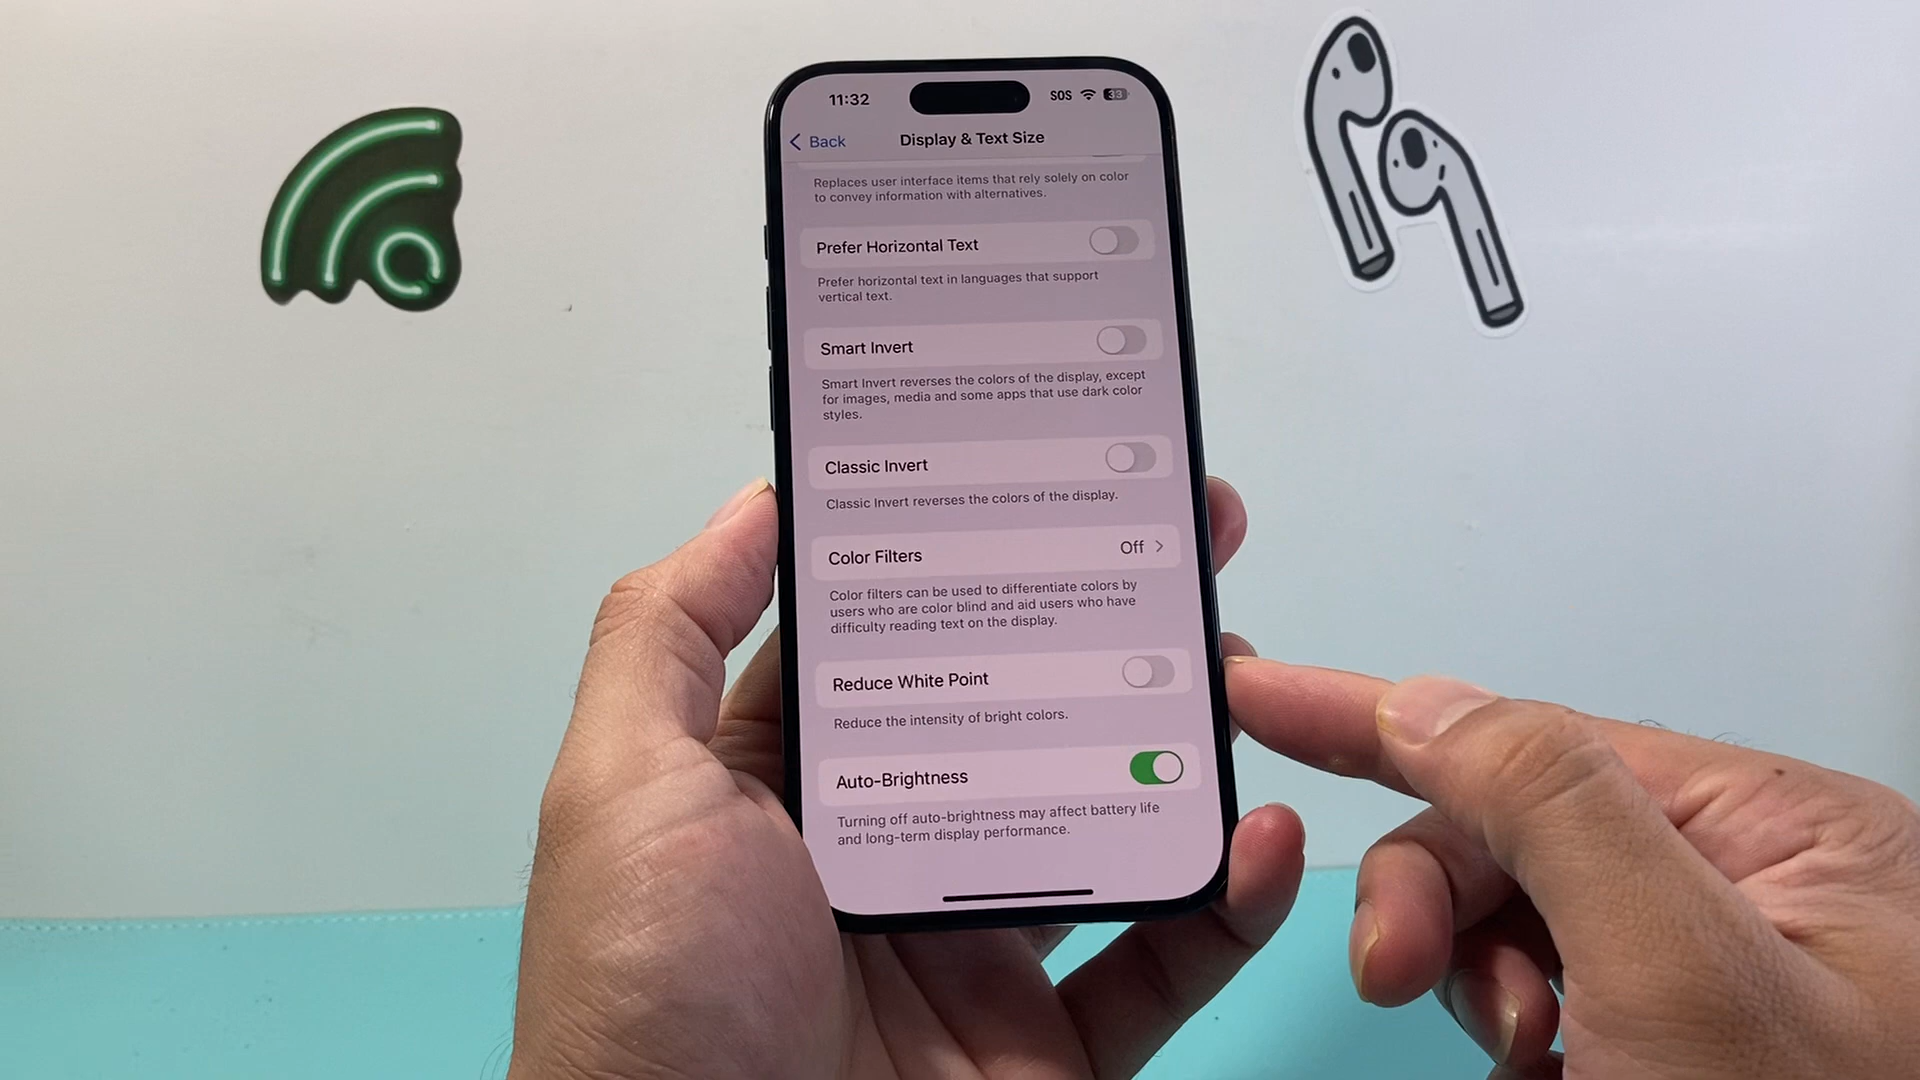 11:32
SOS
33
Back
Display & Text Size
Replaces user interface items that rely solely on color
to convey information with alternatives.
Prefer Horizontal Text
Prefer horizontal text in languages that support
vertical text.
Smart Invert
Smart Invert reverses the colors of the display, except
for images, media and some apps that use dark color
styles.
Classic Invert
Classic Invert reverses the colors of the display.
Color Filters
Off
Color filters can be used to differentiate colors by
users who are color blind and aid users who have
difficulty reading text on the display.
Reduce White Point
Reduce the intensity of bright colors.
Auto-Brightness
Turning off auto-brightness may affect battery life
and long-term display performance.